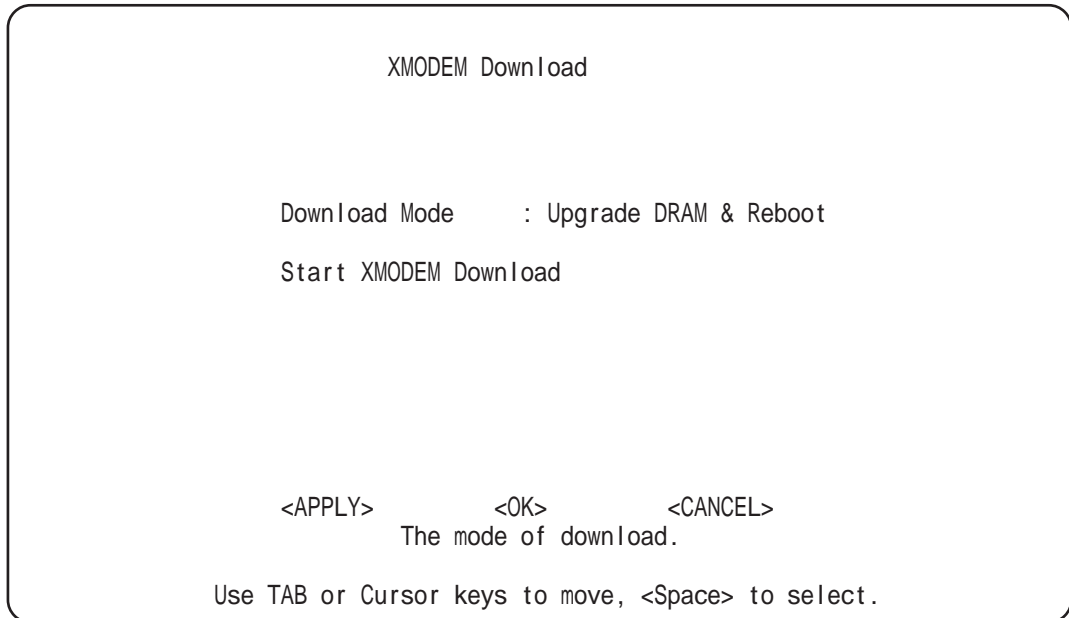 XMODEM Download
Download Mode : Upgrade DRAM & Reboot
Start XMODEM Download
<APPLY> <OK> <CANCEL>
The mode of download.
Use TAB or Cursor keys to move, <Space> to select.